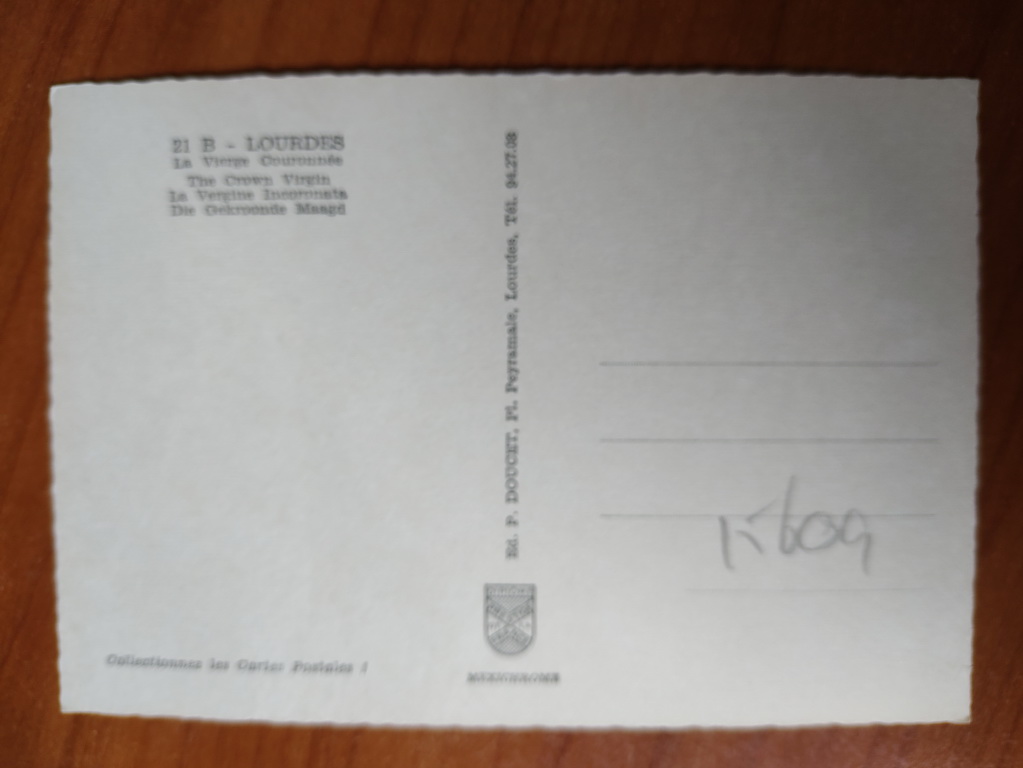 21 B - LOURDES
La Vierge Couronnée
The Crown Virgin
La Vergine Incoronata
Die Gekroonde Maagd
Ed. P. DOUCET, Pl. Peyramale, Lourdes, Tél. 94.27.08
Collectionnez les Cartes Postales !
MEXICHROME